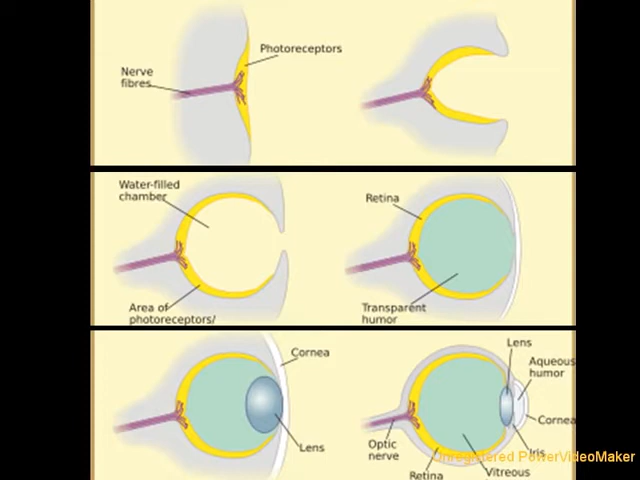 Photoreceptors
Nerve
fibres
Water-filled
chamber
Retina
Area of
photoreceptors/
Transparent
humor
Cornea
Lens
Lens
Aqueous
humor
Cornea
Optic
nerve
Iris
Retina
Vitreous
Unregistered PowerVideoMaker